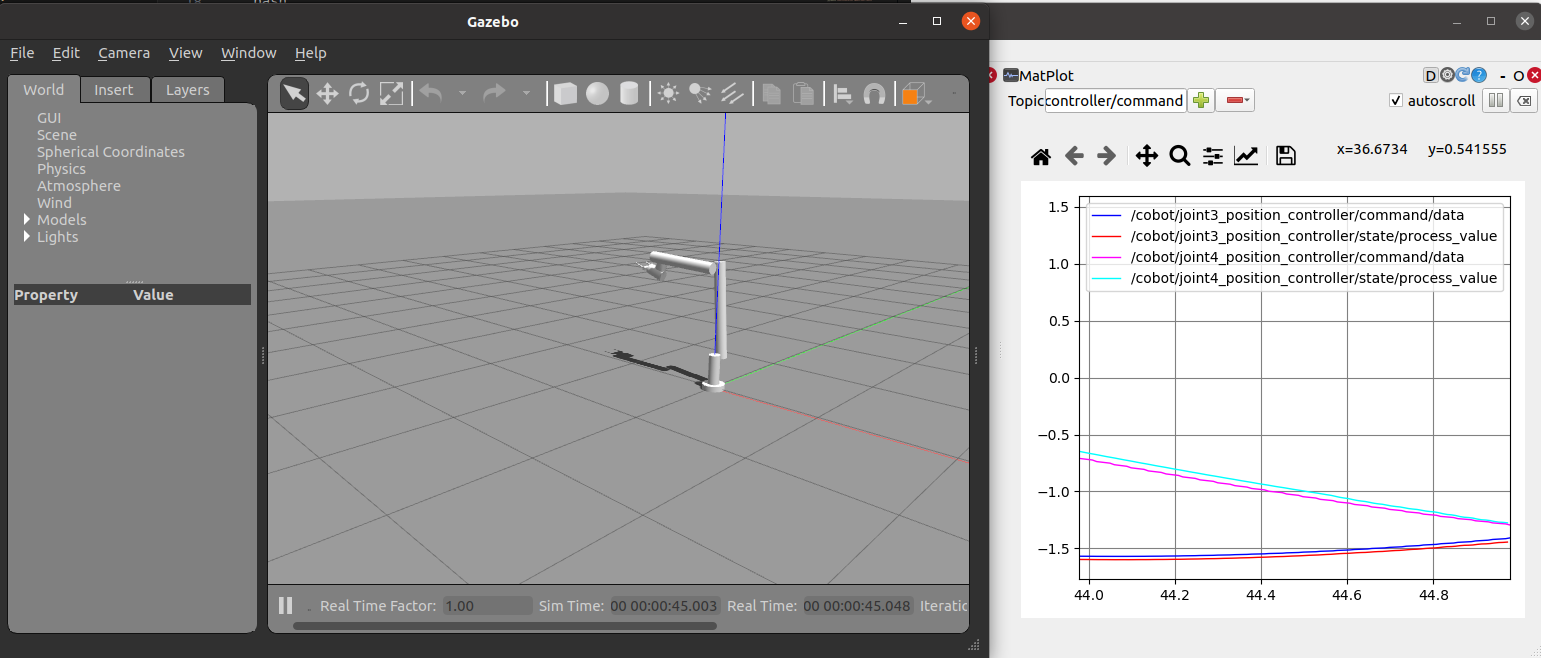 Gazebo
File Edit Camera View Window Help
World Insert Layers
GUI
Scene
Spherical Coordinates
Physics
Atmosphere
Wind
Models
Lights
Property Value
Real Time Factor: 1.00 Sim Time: 00 00:00:45.003 Real Time: 00 00:00:45.048 Iteratio
MatPlot
D
- O
Topic controller/command
autoscroll
x=36.6734 y=0.541555
/cobot/joint3_position_controller/command/data
/cobot/joint3_position_controller/state/process_value
/cobot/joint4_position_controller/command/data
/cobot/joint4_position_controller/state/process_value
1.5
1.0
0.5
0.0
−0.5
−1.0
−1.5
44.0 44.2 44.4 44.6 44.8